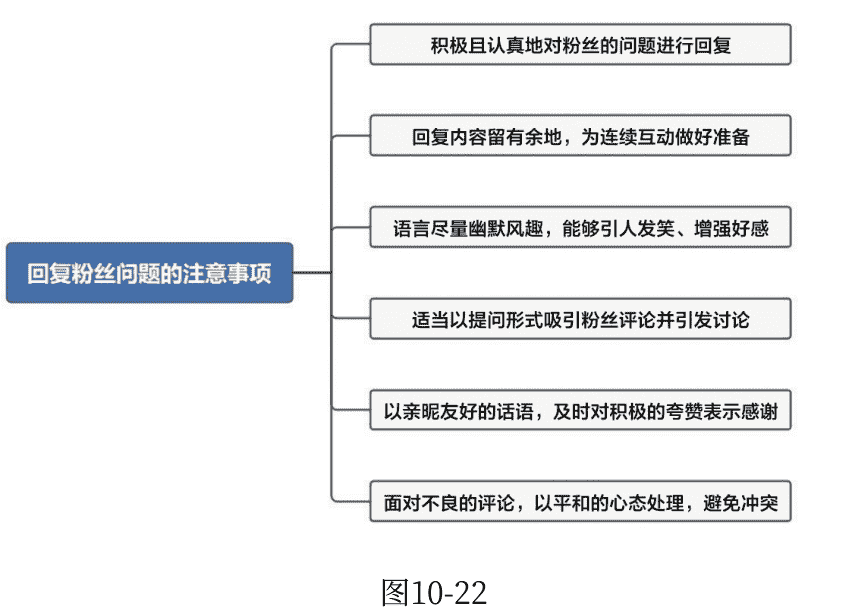 积极且认真地对粉丝的问题进行回复
回复内容留有余地，为连续互动做好准备
语言尽量幽默风趣，能够引人发笑、增强好感
回复粉丝问题的注意事项
适当以提问形式吸引粉丝评论并引发讨论
以亲昵友好的话语，及时对积极的夸赞表示感谢
面对不良的评论，以平和的心态处理，避免冲突
图10-22